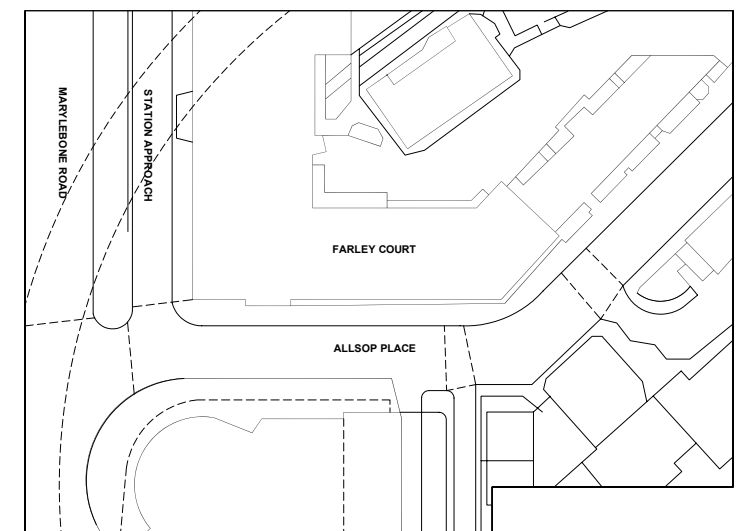 MARYLEBONE ROAD
STATION APPROACH
FARLEY COURT
ALLSOP PLACE